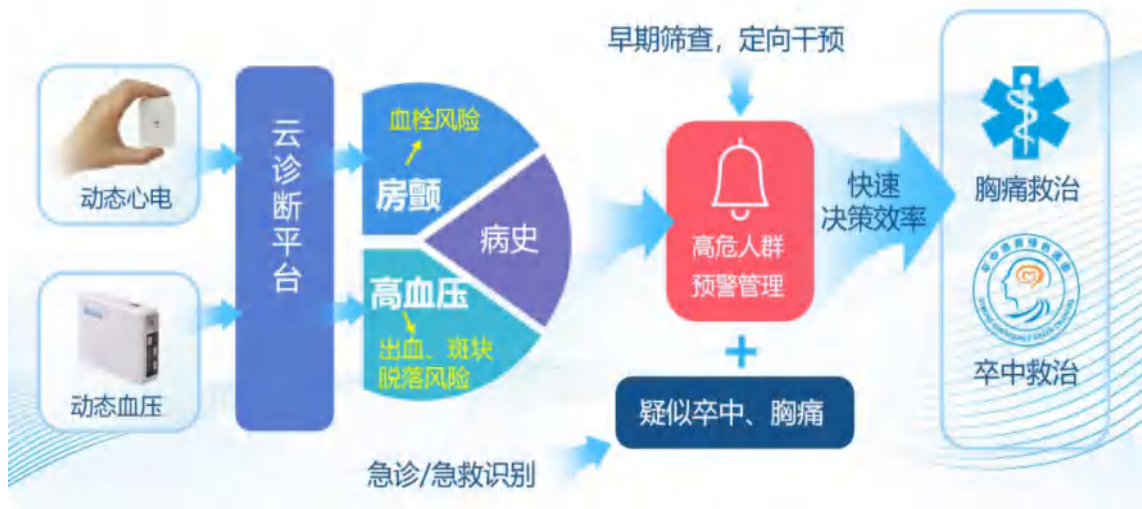 早期筛查，定向干预
动态心电
云诊断平台
血栓风险
房颤
病史
高血压
出血、斑块
脱落风险
动态血压
高危人群
预警管理
快速
决策效率
胸痛救治
卒中救治
疑似卒中、胸痛
急诊/急救识别